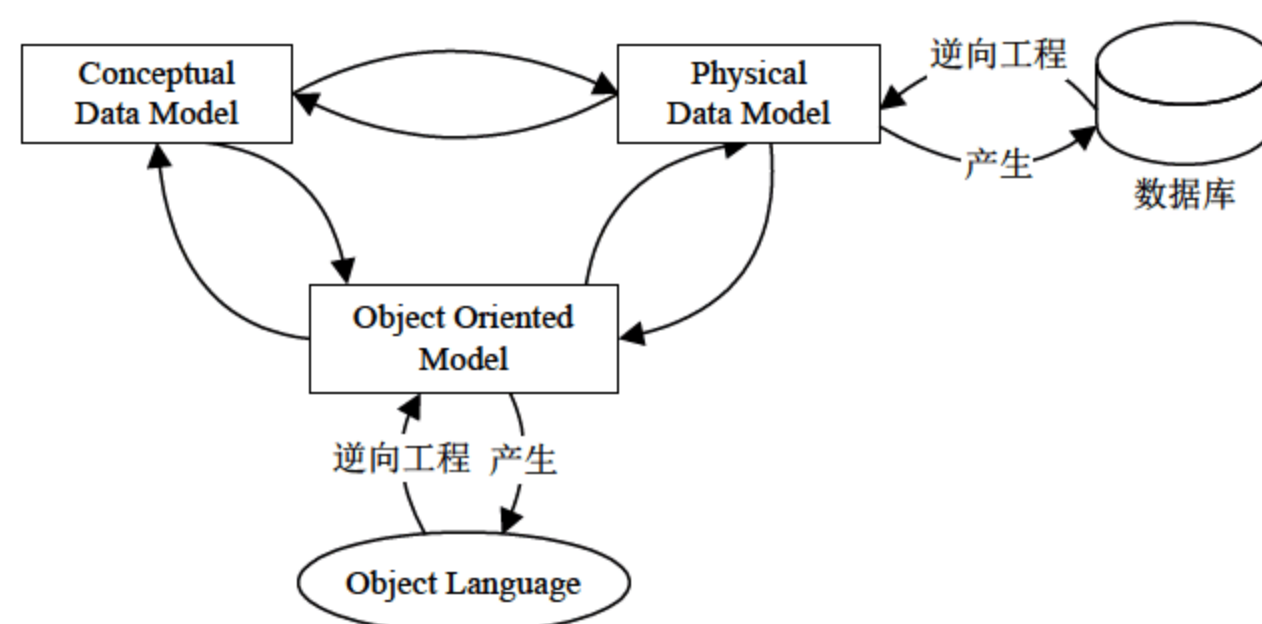 Conceptual
Data Model
Physical
Data Model
逆向工程
产生
数据库
Object Oriented
Model
逆向工程
产生
Object Language